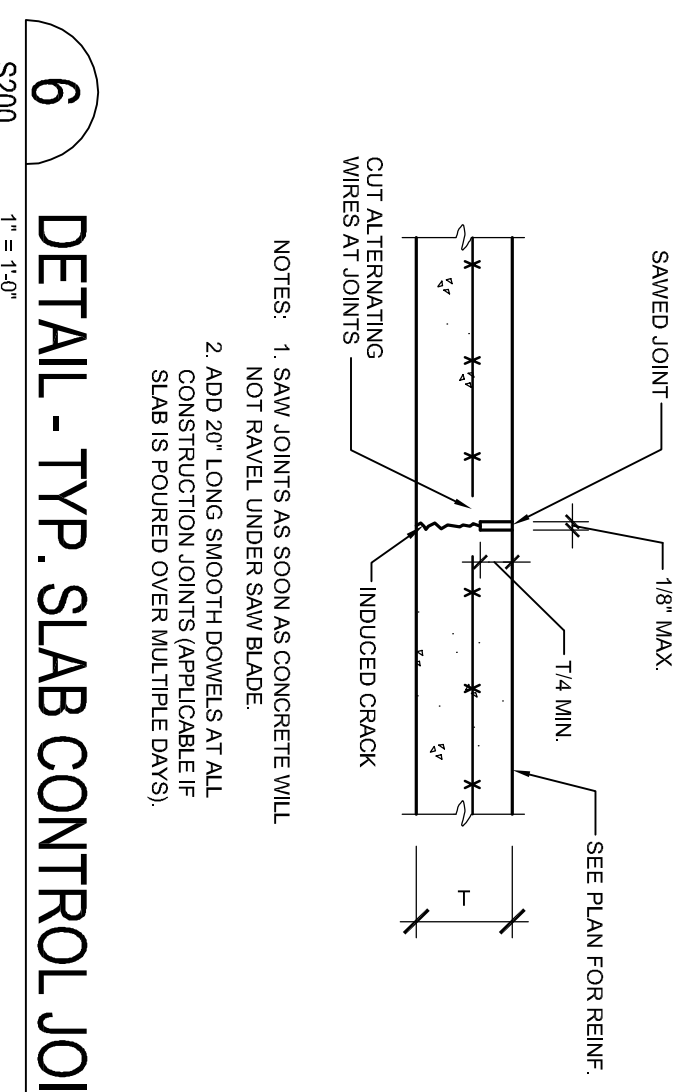 SAWED JOINT
1/8" MAX.
T/4 MIN.
SEE PLAN FOR REINF.
T
CUT ALTERNATING
WIRES AT JOINTS
INDUCED CRACK
NOTES: 1. SAW JOINTS AS SOON AS CONCRETE WILL
NOT RAVEL UNDER SAW BLADE.
2. ADD 20" LONG SMOOTH DOWELS AT ALL
CONSTRUCTION JOINTS (APPLICABLE IF
SLAB IS POURED OVER MULTIPLE DAYS).
6
DETAIL - TYP. SLAB CONTROL JOI
S200
1" = 1'-0"